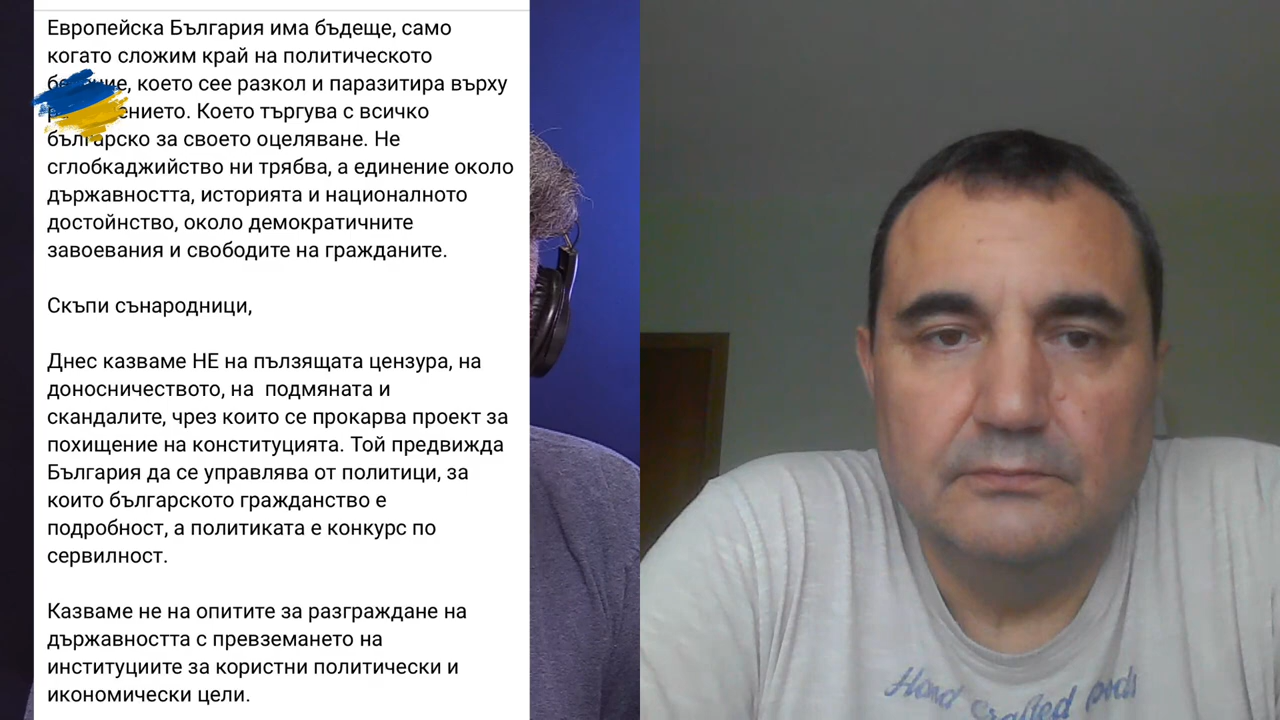 Европейска България има бъдеще, само
когато сложим край на политическото
което сее разкол и паразитира върху
Което търгува с всичко
българско за своето оцеляване. Не
сглобкаджийство ни трябва, а единение около
държавността, историята и националното
достойнство, около демократичните
завоевания и свободите на гражданите.
Скъпи сънародници,
Днес казваме НЕ на пълзящата цензура, на
доносничеството, на подмяната и
скандалите, чрез които се прокарва проект за
похищение на конституцията. Той предвижда
България да се управлява от политици, за
които българското гражданство е
подробност, а политиката е конкурс по
сервилност.
Казваме не на опитите за разграждане на
държавността с превземането на
институциите за користни политически и
икономически цели.
Hand crafted